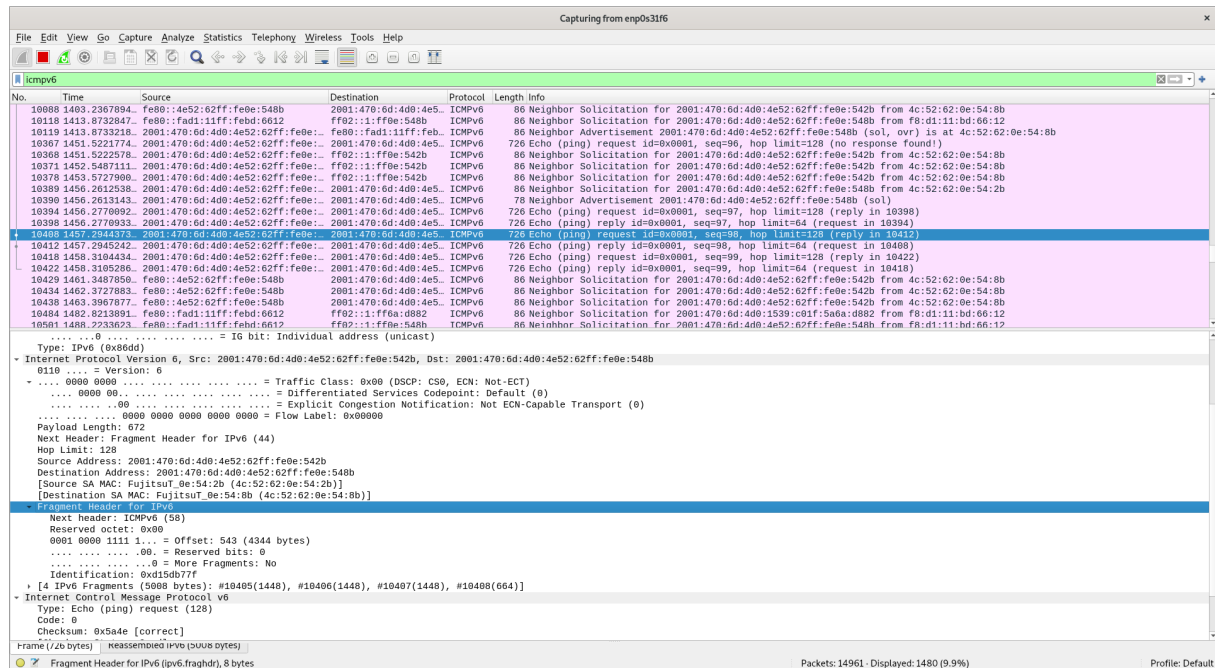 Capturing from enp0s31f6
×
File Edit View Go Capture Analyze Statistics Telephony Wireless Tools Help
icmpv6
No. Time Source Destination Protocol Length Info
10088 1403.2367894… fe80::4e52:62ff:fe0e:548b 2001:470:6d:4d0:4e5… ICMPv6 86 Neighbor Solicitation for 2001:470:6d:4d0:4e52:62ff:fe0e:542b from 4c:52:62:0e:54:8b
10118 1413.8732847… fe80::fad1:11ff:febd:6612 ff02::1:ff0e:548b ICMPv6 86 Neighbor Solicitation for 2001:470:6d:4d0:4e52:62ff:fe0e:548b from f8:d1:11:bd:66:12
10119 1413.8733218… 2001:470:6d:4d0:4e52:62ff:fe0e:… fe80::fad1:11ff:feb… ICMPv6 86 Neighbor Advertisement 2001:470:6d:4d0:4e52:62ff:fe0e:548b (sol, ovr) is at 4c:52:62:0e:54:8b
10367 1451.5221774… 2001:470:6d:4d0:4e52:62ff:fe0e:… 2001:470:6d:4d0:4e5… ICMPv6 726 Echo (ping) request id=0x0001, seq=96, hop limit=128 (no response found!)
10368 1451.5222578… 2001:470:6d:4d0:4e52:62ff:fe0e:… ff02::1:ff0e:542b ICMPv6 86 Neighbor Solicitation for 2001:470:6d:4d0:4e52:62ff:fe0e:542b from 4c:52:62:0e:54:8b
10371 1452.5487111… 2001:470:6d:4d0:4e52:62ff:fe0e:… ff02::1:ff0e:542b ICMPv6 86 Neighbor Solicitation for 2001:470:6d:4d0:4e52:62ff:fe0e:542b from 4c:52:62:0e:54:8b
10378 1453.5727900… 2001:470:6d:4d0:4e52:62ff:fe0e:… ff02::1:ff0e:542b ICMPv6 86 Neighbor Solicitation for 2001:470:6d:4d0:4e52:62ff:fe0e:542b from 4c:52:62:0e:54:8b
10389 1456.2612538… 2001:470:6d:4d0:4e52:62ff:fe0e:… 2001:470:6d:4d0:4e5… ICMPv6 86 Neighbor Solicitation for 2001:470:6d:4d0:4e52:62ff:fe0e:548b from 4c:52:62:0e:54:2b
10390 1456.2613143… 2001:470:6d:4d0:4e52:62ff:fe0e:… 2001:470:6d:4d0:4e5… ICMPv6 78 Neighbor Advertisement 2001:470:6d:4d0:4e52:62ff:fe0e:548b (sol)
10394 1456.2770092… 2001:470:6d:4d0:4e52:62ff:fe0e:… 2001:470:6d:4d0:4e5… ICMPv6 726 Echo (ping) request id=0x0001, seq=97, hop limit=128 (reply in 10398)
10398 1456.2770933… 2001:470:6d:4d0:4e52:62ff:fe0e:… 2001:470:6d:4d0:4e5… ICMPv6 726 Echo (ping) reply id=0x0001, seq=97, hop limit=64 (request in 10394)
10408 1457.2944373… 2001:470:6d:4d0:4e52:62ff:fe0e:… 2001:470:6d:4d0:4e5… ICMPv6 726 Echo (ping) request id=0x0001, seq=98, hop limit=128 (reply in 10412)
10412 1457.2945242… 2001:470:6d:4d0:4e52:62ff:fe0e:… 2001:470:6d:4d0:4e5… ICMPv6 726 Echo (ping) reply id=0x0001, seq=98, hop limit=64 (request in 10408)
10418 1458.3104434… 2001:470:6d:4d0:4e52:62ff:fe0e:… 2001:470:6d:4d0:4e5… ICMPv6 726 Echo (ping) request id=0x0001, seq=99, hop limit=128 (reply in 10422)
10422 1458.3105286… 2001:470:6d:4d0:4e52:62ff:fe0e:… 2001:470:6d:4d0:4e5… ICMPv6 726 Echo (ping) reply id=0x0001, seq=99, hop limit=64 (request in 10418)
10429 1461.3487850… fe80::4e52:62ff:fe0e:548b 2001:470:6d:4d0:4e5… ICMPv6 86 Neighbor Solicitation for 2001:470:6d:4d0:4e52:62ff:fe0e:542b from 4c:52:62:0e:54:8b
10434 1462.3727883… fe80::4e52:62ff:fe0e:548b 2001:470:6d:4d0:4e5… ICMPv6 86 Neighbor Solicitation for 2001:470:6d:4d0:4e52:62ff:fe0e:542b from 4c:52:62:0e:54:8b
10438 1463.3967877… fe80::4e52:62ff:fe0e:548b 2001:470:6d:4d0:4e5… ICMPv6 86 Neighbor Solicitation for 2001:470:6d:4d0:4e52:62ff:fe0e:542b from 4c:52:62:0e:54:8b
10484 1482.8213891… fe80::fad1:11ff:febd:6612 ff02::1:ff6a:d882 ICMPv6 86 Neighbor Solicitation for 2001:470:6d:4d0:1539:c01f:5a6a:d882 from f8:d1:11:bd:66:12
10501 1488.2233623… fe80::fad1:11ff:febd:6612 ff02::1:ff0e:548b ICMPv6 86 Neighbor Solicitation for 2001:470:6d:4d0:4e52:62ff:fe0e:548b from f8:d1:11:bd:66:12
.... ...0 .... .... .... .... = IG bit: Individual address (unicast)
Type: IPv6 (0x86dd)
Internet Protocol Version 6, Src: 2001:470:6d:4d0:4e52:62ff:fe0e:542b, Dst: 2001:470:6d:4d0:4e52:62ff:fe0e:548b
0110 .... = Version: 6
.... 0000 0000 .... .... .... .... .... = Traffic Class: 0x00 (DSCP: CS0, ECN: Not-ECT)
.... 0000 00.. .... .... .... .... .... = Differentiated Services Codepoint: Default (0)
.... .... ..00 .... .... .... .... .... = Explicit Congestion Notification: Not ECN-Capable Transport (0)
.... .... .... 0000 0000 0000 0000 0000 = Flow Label: 0x00000
Payload Length: 672
Next Header: Fragment Header for IPv6 (44)
Hop Limit: 128
Source Address: 2001:470:6d:4d0:4e52:62ff:fe0e:542b
Destination Address: 2001:470:6d:4d0:4e52:62ff:fe0e:548b
[Source SA MAC: FujitsuT_0e:54:2b (4c:52:62:0e:54:2b)]
[Destination SA MAC: FujitsuT_0e:54:8b (4c:52:62:0e:54:8b)]
Fragment Header for IPv6
Next header: ICMPv6 (58)
Reserved octet: 0x00
0001 0000 1111 1... = Offset: 543 (4344 bytes)
.... .... .... .00. = Reserved bits: 0
.... .... .... ...0 = More Fragments: No
Identification: 0xd15db77f
[4 IPv6 Fragments (5008 bytes): #10405(1448), #10406(1448), #10407(1448), #10408(664)]
Internet Control Message Protocol v6
Type: Echo (ping) request (128)
Code: 0
Checksum: 0x5a4e [correct]
Frame (726 bytes) Reassembled IPv6 (5008 bytes)
Fragment Header for IPv6 (ipv6.fraghdr), 8 bytes Packets: 14961 · Displayed: 1480 (9.9%) Profile: Default